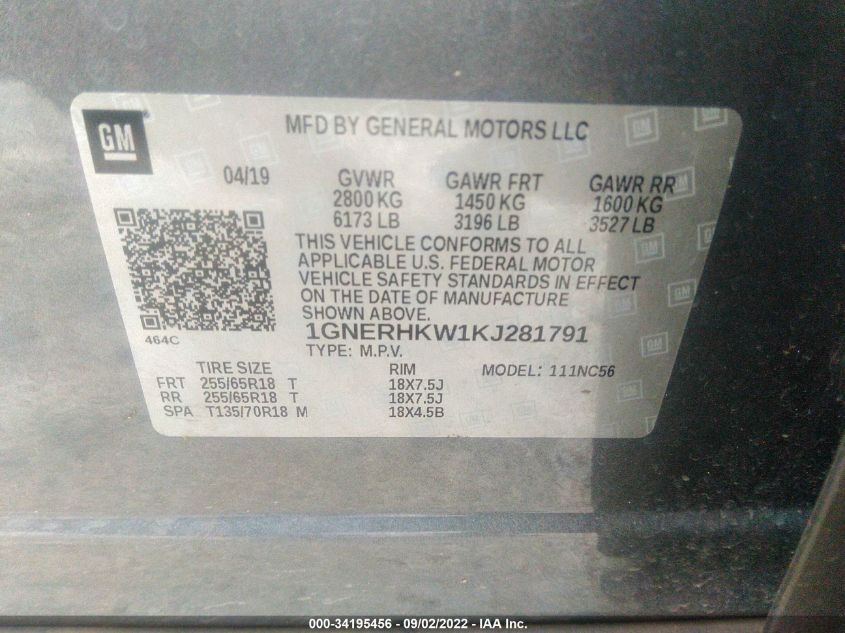 GM
MFD BY GENERAL MOTORS LLC
04/19 GVWR GAWR FRT GAWR RR
2800 KG 1450 KG 1600 KG
6173 LB 3196 LB 3527 LB
THIS VEHICLE CONFORMS TO ALL
APPLICABLE U.S. FEDERAL MOTOR
VEHICLE SAFETY STANDARDS IN EFFECT
ON THE DATE OF MANUFACTURE
SHOWN ABOVE.
464C
1GNERHKW1KJ281791
TYPE: M.P.V.
TIRE SIZE RIM MODEL: 111NC56
FRT 255/65R18 T 18X7.5J
RR 255/65R18 T 18X7.5J
SPA T135/70R18 M 18X4.5B
000-34195456 - 09/02/2022 - IAA Inc.